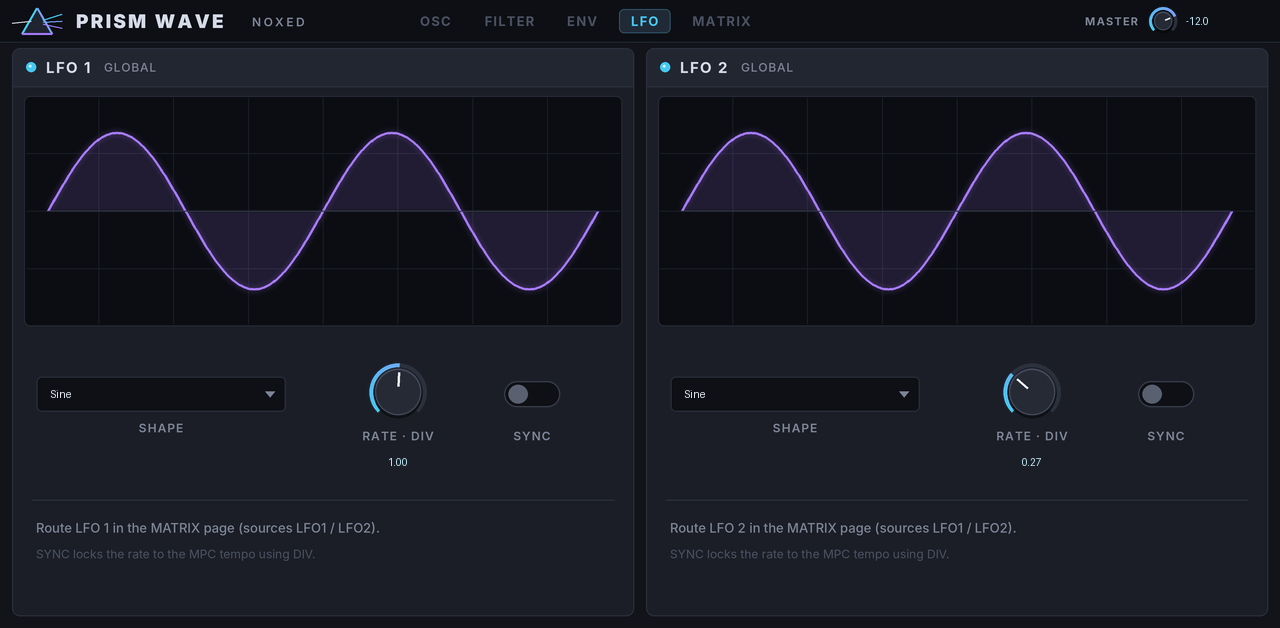 PRISM WAVE NOXED OSC FILTER ENV LFO MATRIX MASTER -12.0
LFO 1 GLOBAL
Sine
SHAPE
RATE · DIV
1.00
SYNC
Route LFO 1 in the MATRIX page (sources LFO1 / LFO2).
SYNC locks the rate to the MPC tempo using DIV.
LFO 2 GLOBAL
Sine
SHAPE
RATE · DIV
0.27
SYNC
Route LFO 2 in the MATRIX page (sources LFO1 / LFO2).
SYNC locks the rate to the MPC tempo using DIV.